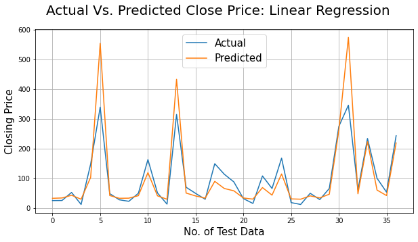 Actual Vs. Predicted Close Price: Linear Regression
Closing Price
600
500
400
300
200
100
0
Actual
Predicted
0 5 10 15 20 25 30 35
No. of Test Data